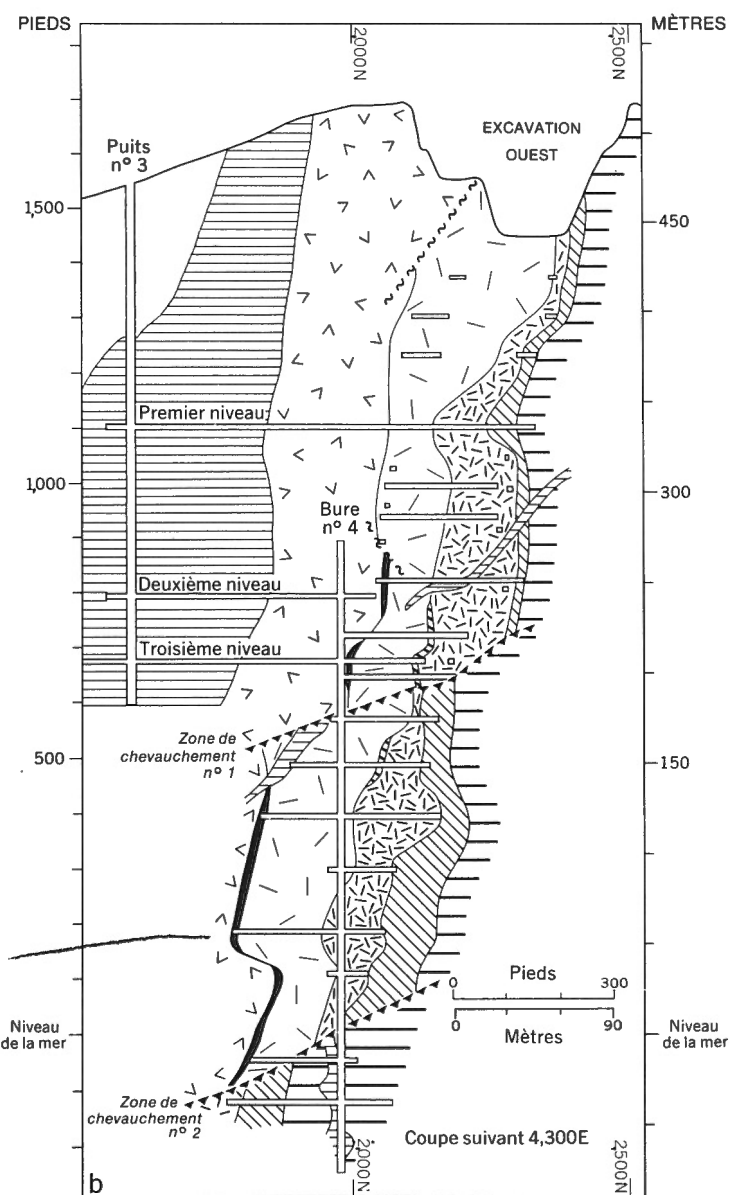 PIEDS
MÈTRES
2000N
2500N
EXCAVATION
OUEST
Puits
n° 3
1,500
450
Premier niveau
1,000
300
Bure
n° 4
Deuxième niveau
Troisième niveau
Zone de
chevauchement
n° 1
500
150
Pieds
0 300
0 90
Mètres
Niveau
de la mer
Niveau
de la mer
Zone de
chevauchement
n° 2
Coupe suivant 4,300E
2000N
2500N
b